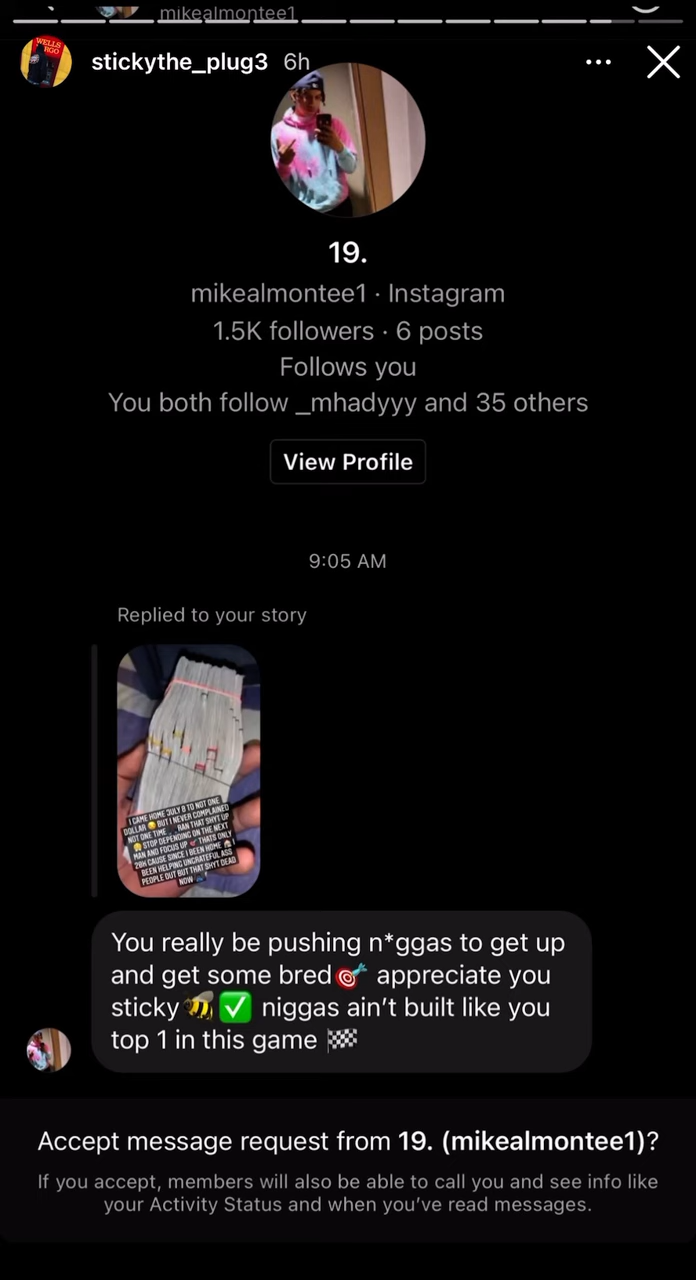 mikealmontee1
WELLS
RGO
stickythe_plug3 6h
19.
mikealmontee1 · Instagram
1.5K followers · 6 posts
Follows you
You both follow _mhadyyy and 35 others
View Profile
9:05 AM
Replied to your story
I CAME HOME JULY 8 TO NOT ONE
DOLLAR 😔 BUT I NEVER COMPLAINED
NOT ONE TIME RAN THAT SHYT UP
STOP DEPENDING ON THE NEXT
MAN AND FOCUS UP THATS ONLY
28K CAUSE SINCE I BEEN HOME
BEEN HELPING UNGRATEFUL ASS
PEOPLE OUT BUT THAT SHYT DEAD
NOW
You really be pushing n*ggas to get up
and get some bred🎯 appreciate you
sticky🐝✅ niggas ain’t built like you
top 1 in this game 🏁
Accept message request from 19. (mikealmontee1)?
If you accept, members will also be able to call you and see info like
your Activity Status and when you’ve read messages.